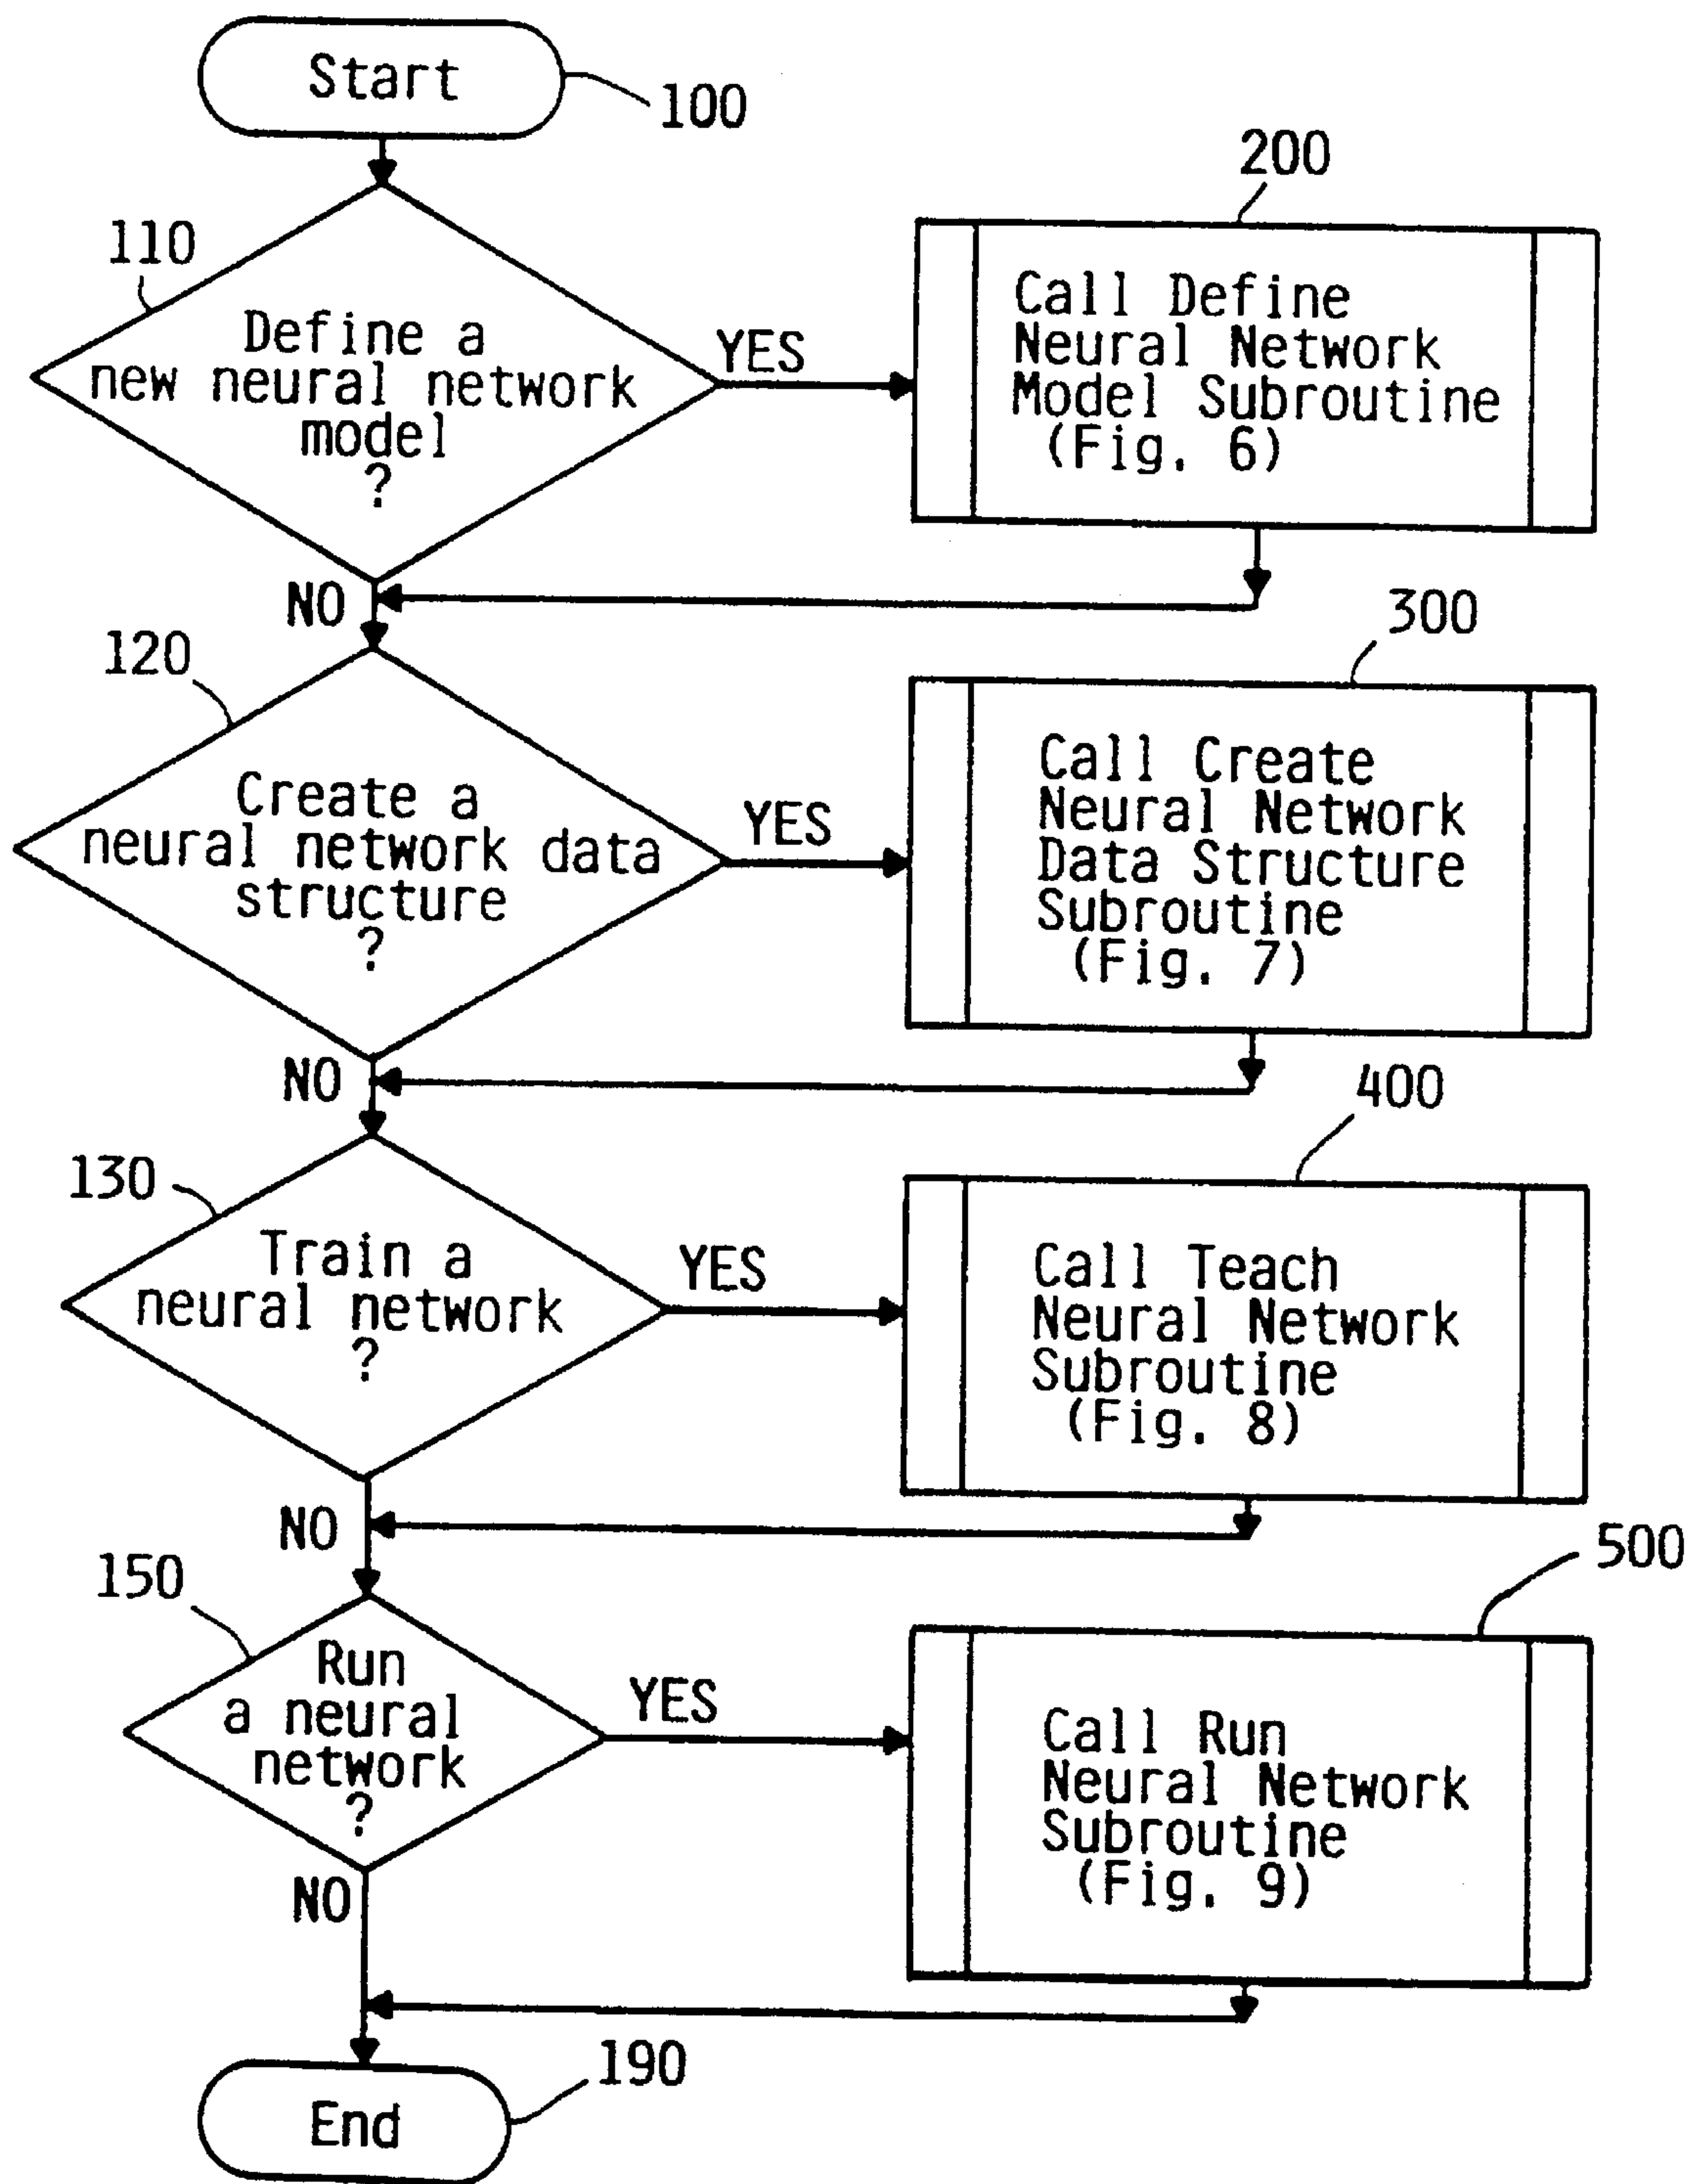 Start
100
110
Define a
new neural network
model
?
YES
200
Call Define
Neural Network
Model Subroutine
(Fig. 6)
NO
120
Create a
neural network data
structure
?
YES
300
Call Create
Neural Network
Data Structure
Subroutine
(Fig. 7)
NO
130
Train a
neural network
?
YES
400
Call Teach
Neural Network
Subroutine
(Fig. 8)
NO
150
Run
a neural
network
?
YES
500
Call Run
Neural Network
Subroutine
(Fig. 9)
NO
End
190